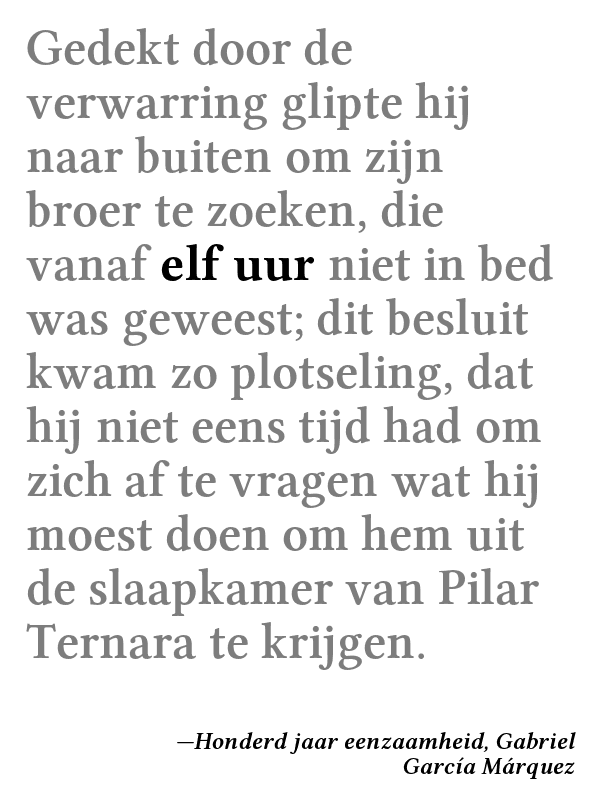 Gedekt door de
verwarring glipte hij
naar buiten om zijn
broer te zoeken, die
vanaf elf uur niet in bed
was geweest; dit besluit
kwam zo plotseling, dat
hij niet eens tijd had om
zich af te vragen wat hij
moest doen om hem uit
de slaapkamer van Pilar
Ternara te krijgen.
—Honderd jaar eenzaamheid, Gabriel
García Márquez